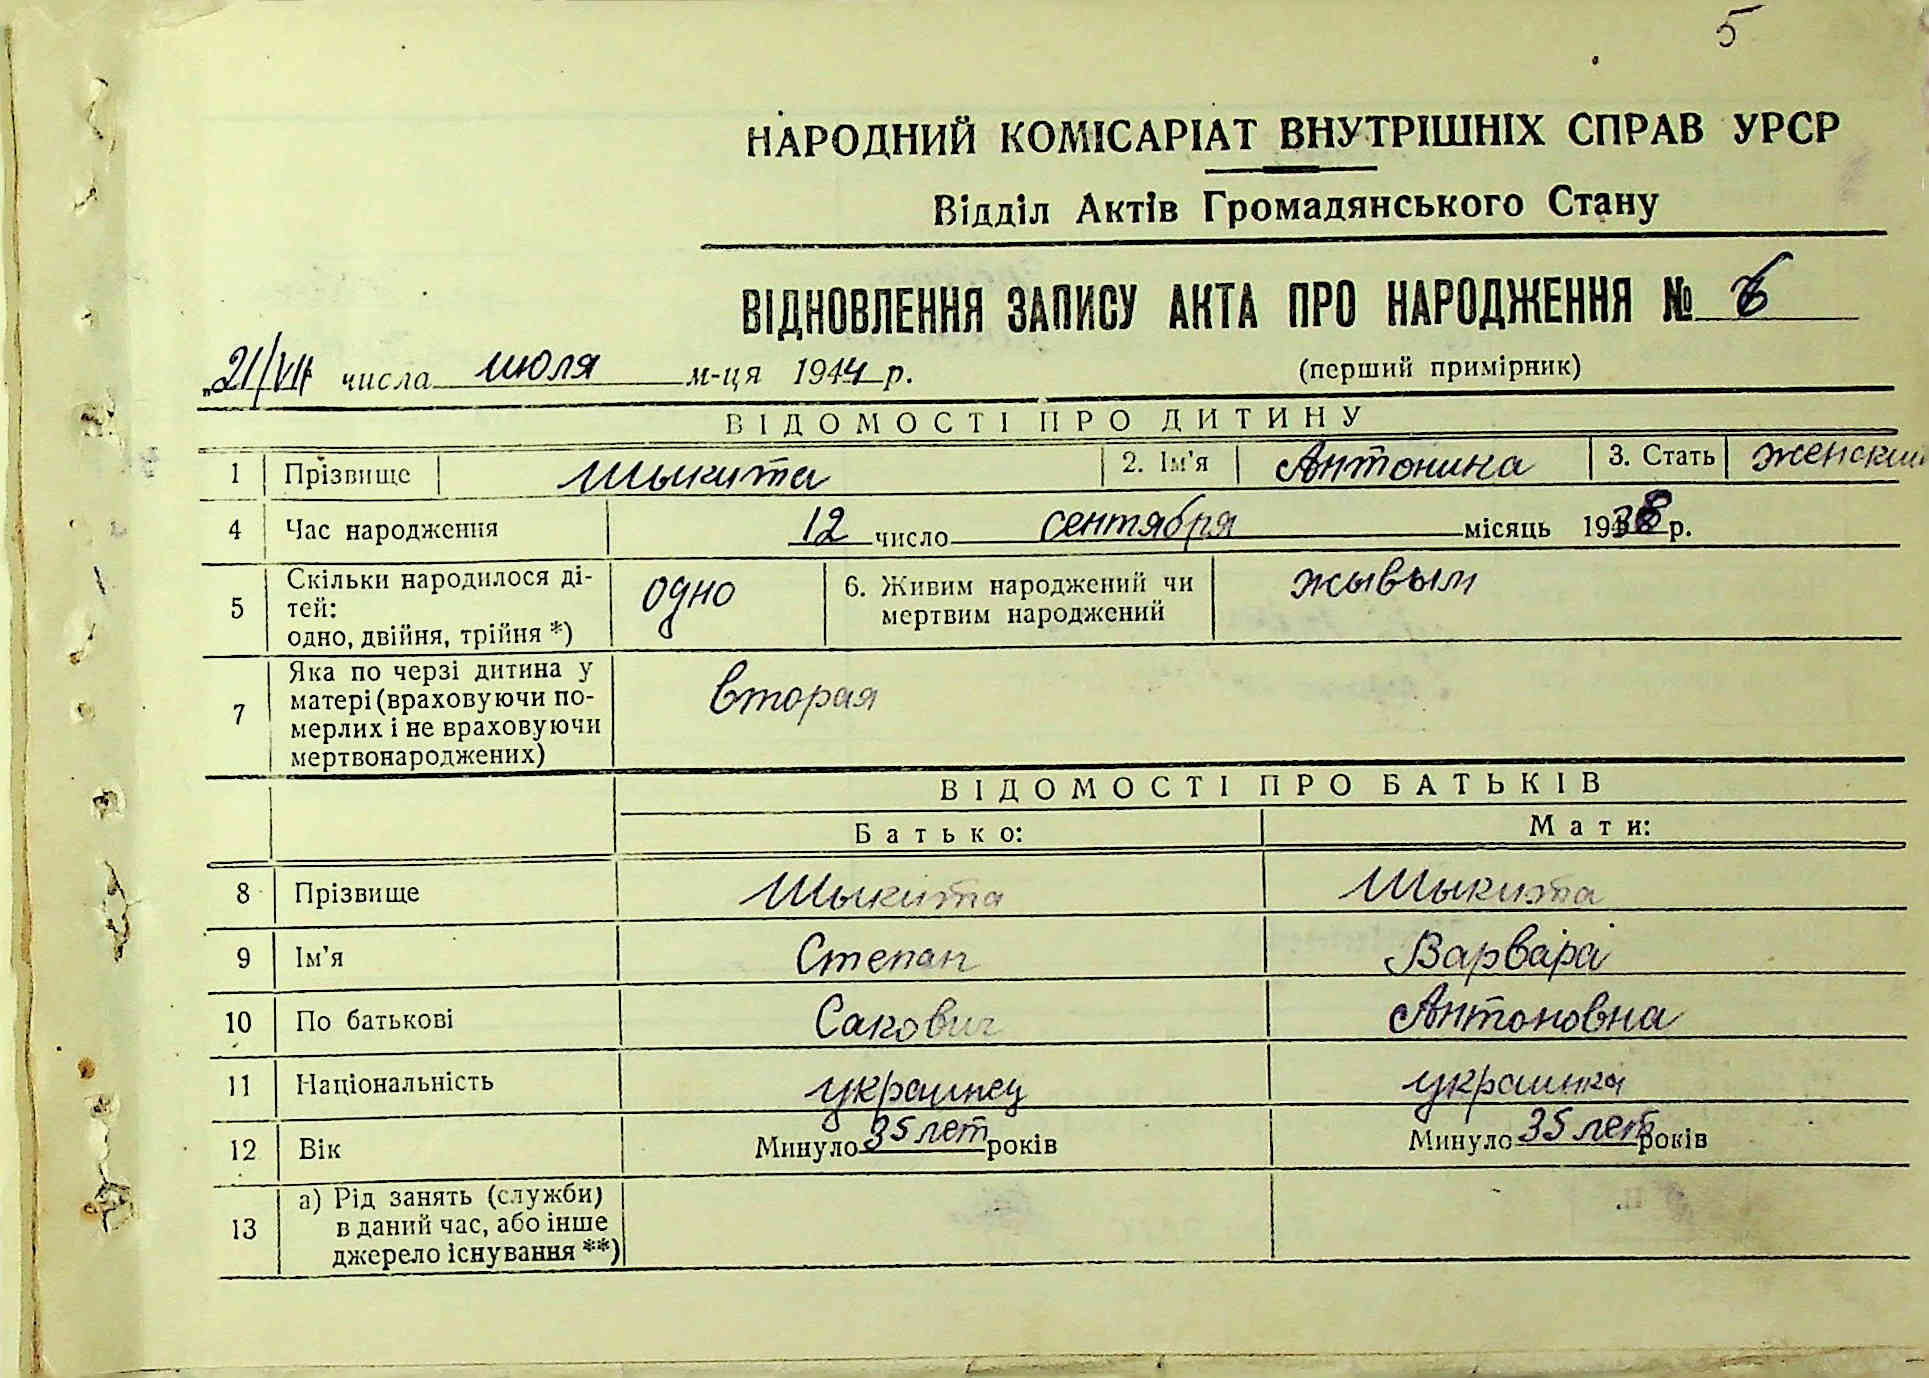 5
НАРОДНИЙ КОМІСАРІАТ ВНУТРІШНІХ СПРАВ УРСР
Відділ Актів Громадянського Стану
ВІДНОВЛЕННЯ ЗАПИСУ АКТА ПРО НАРОДЖЕННЯ № 6
„21/VII числа июля м-ця 1944 р. (перший примірник)
ВІДОМОСТІ ПРО ДИТИНУ
1 Прізвище Шыкита 2. Ім'я Антонина 3. Стать женский
4 Час народження 12 число сентября місяць 1938 р.
5 Скільки народилося ді-
тей:
одно, двійня, трійня *) одно 6. Живим народжений чи
мертвим народжений жывым
7 Яка по черзі дитина у
матері (враховуючи по-
мерлих і не враховуючи
мертвонароджених) вторая
ВІДОМОСТІ ПРО БАТЬКІВ
Батько: Мати:
8 Прізвище Шыкита Шыкита
9 Ім'я Степан Варвара
10 По батькові Сакович Антоновна
11 Національність украинец украинка
12 Вік Минуло 35 лет років Минуло 35 лет років
13 а) Рід занять (служби)
в даний час, або інше
джерело існування **)